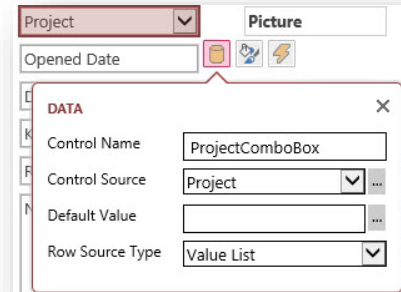 Project
Picture
Opened Date
D
DATA
K
Control Name
ProjectComboBox
R
Control Source
Project
...
N
Default Value
...
Row Source Type
Value List